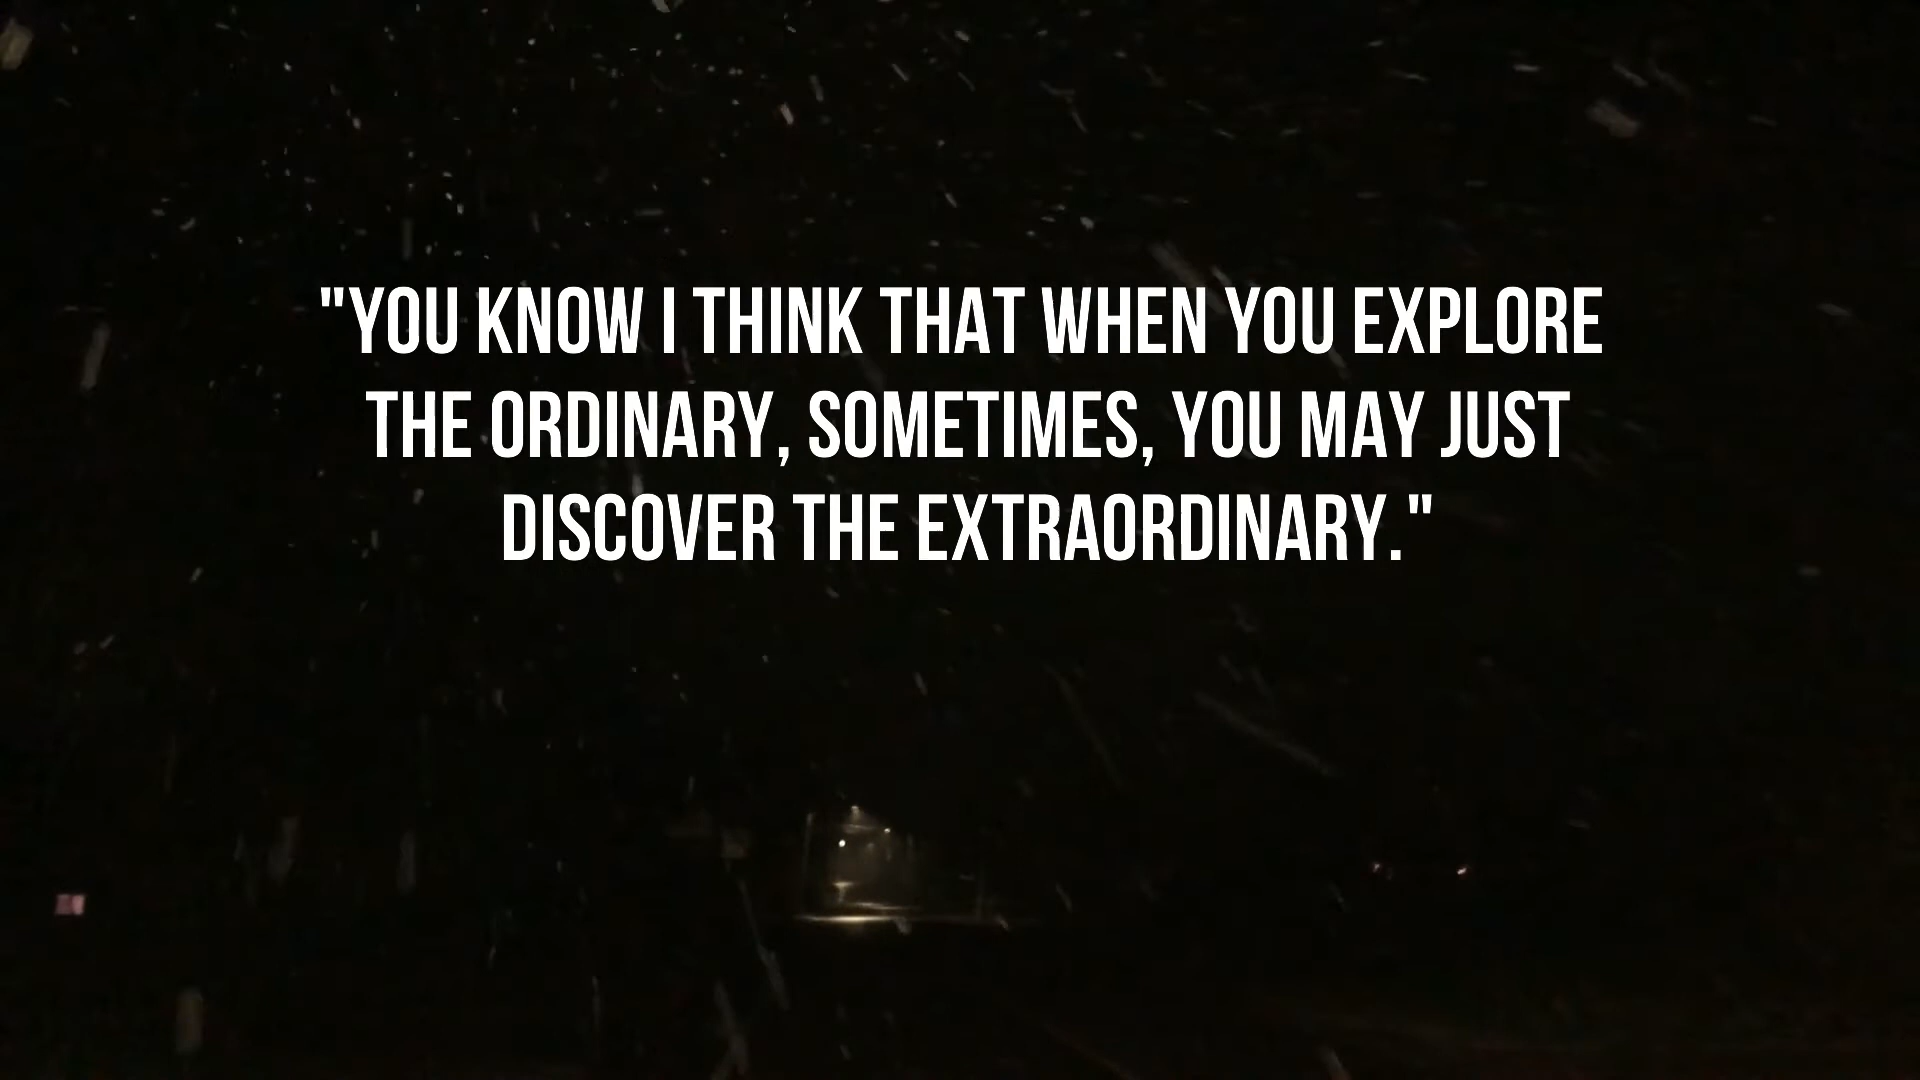 "YOU KNOW I THINK THAT WHEN YOU EXPLORE
THE ORDINARY, SOMETIMES, YOU MAY JUST
DISCOVER THE EXTRAORDINARY."